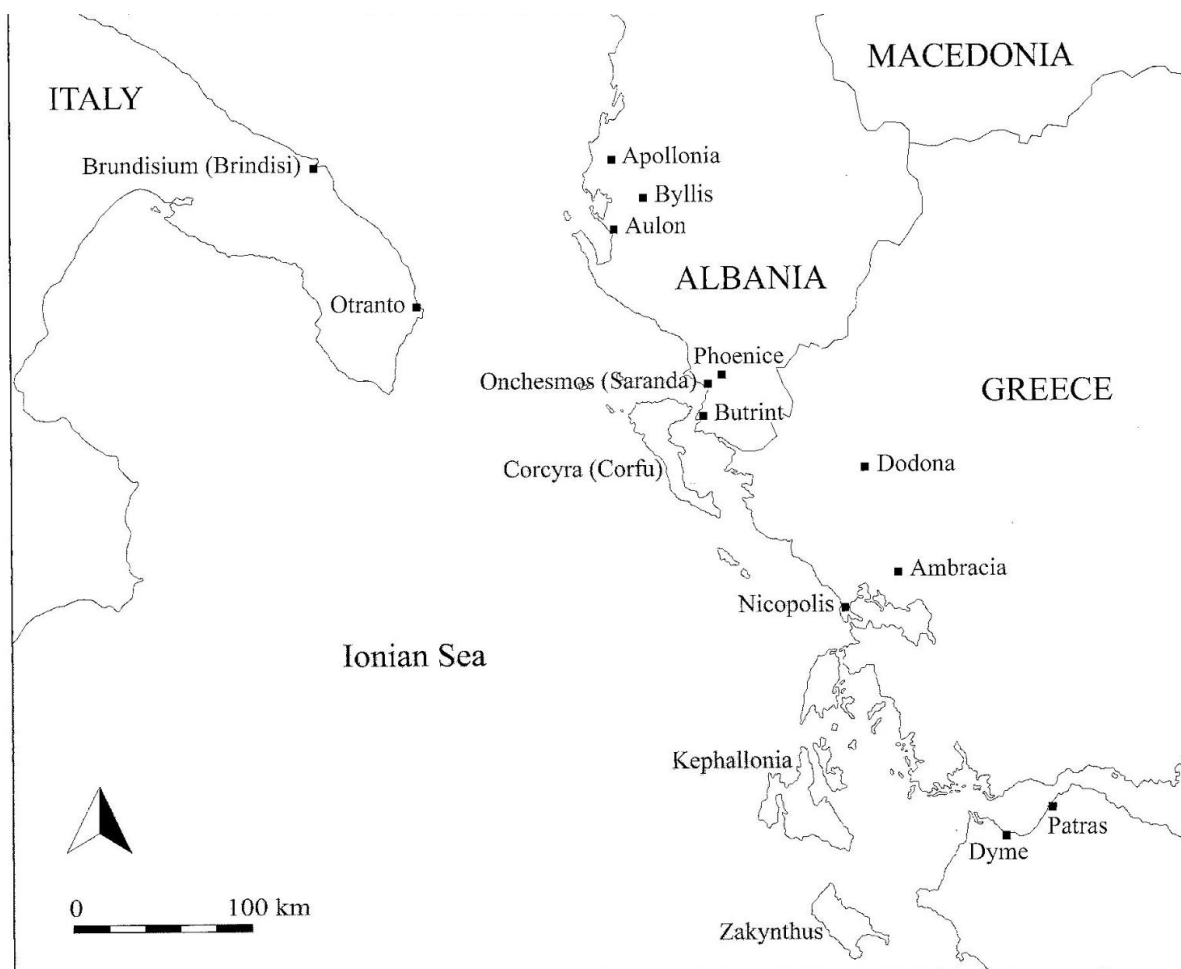 MACEDONIA
ITALY
Brundisium (Brindisi)
Apollonia
Byllis
Aulon
ALBANIA
Otranto
Phoenice
Onchesmos (Saranda)
GREECE
Butrint
Corcyra (Corfu)
Dodona
Ambracia
Nicopolis
Ionian Sea
Kephallonia
Patras
Dyme
0 100 km
Zakynthus